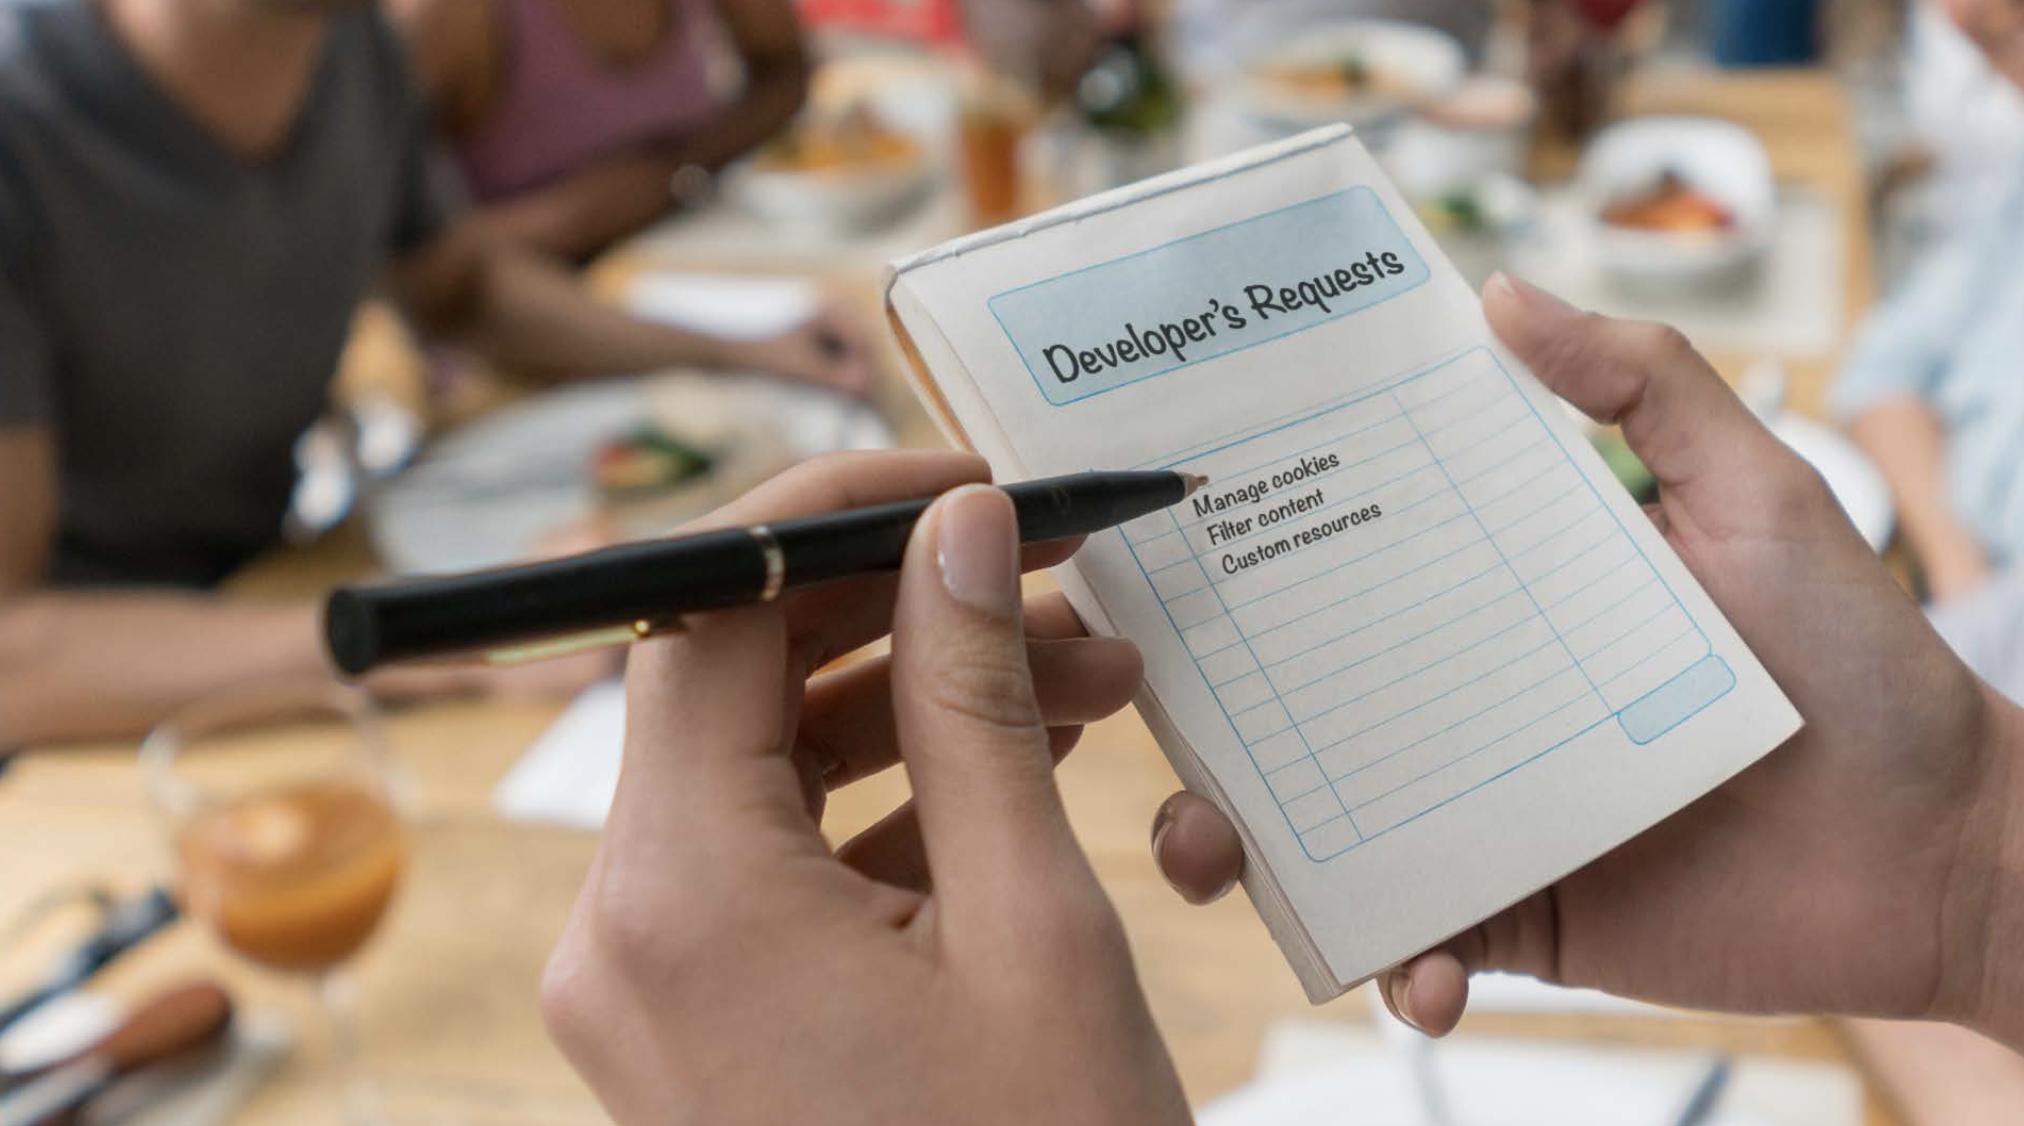 Developer's Requests
Manage cookies
Filter content
Custom resources